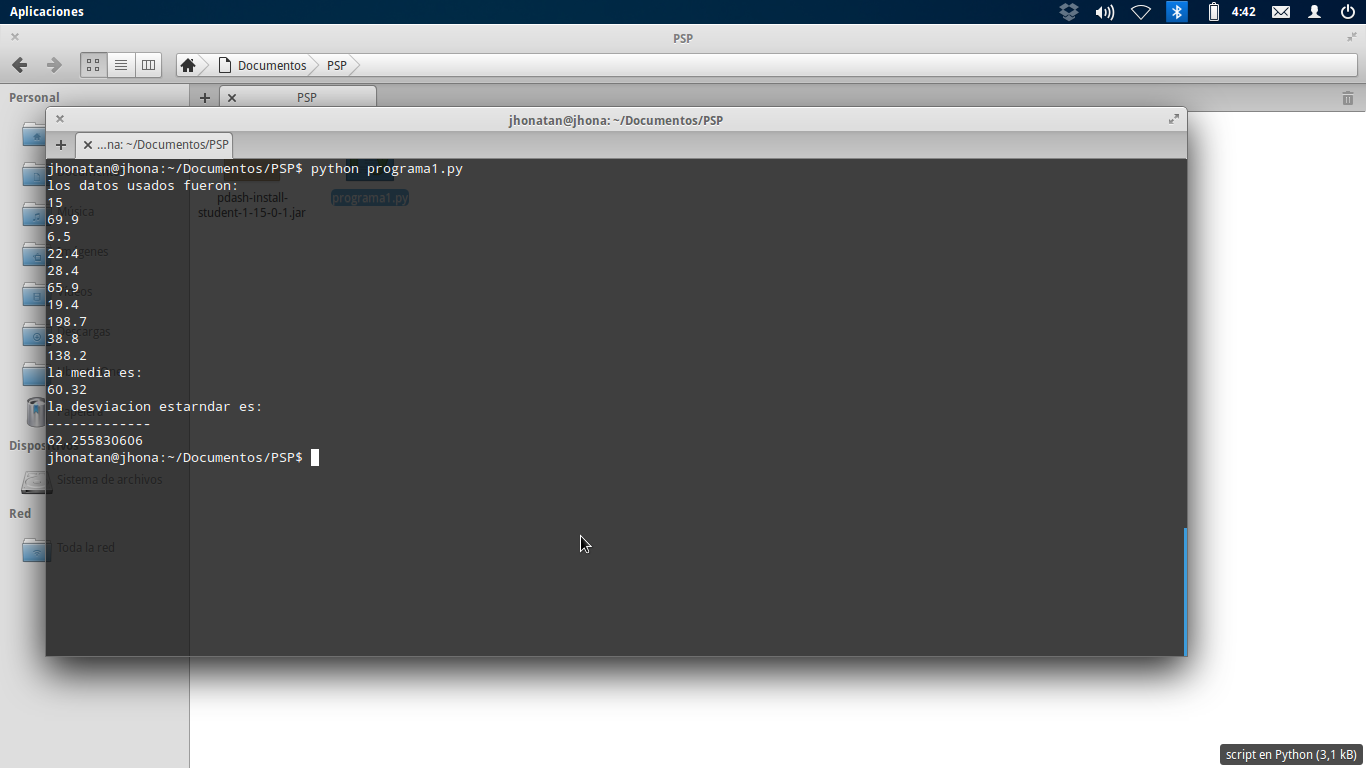 Aplicaciones
4:42
PSP
Documentos
PSP
Personal
PSP
jhonatan@jhona: ~/Documentos/PSP
...na: ~/Documentos/PSP
jhonatan@jhona:~/Documentos/PSP$ python programa1.py
los datos usados fueron:
15
69.9
6.5
22.4
28.4
65.9
19.4
198.7
38.8
138.2
la media es:
60.32
la desviacion estarndar es:
-------------
62.255830606
jhonatan@jhona:~/Documentos/PSP$
pdash-install-
student-1-15-0-1.jar
programa1.py
Sistema de archivos
Red
Toda la red
script en Python (3,1 kB)